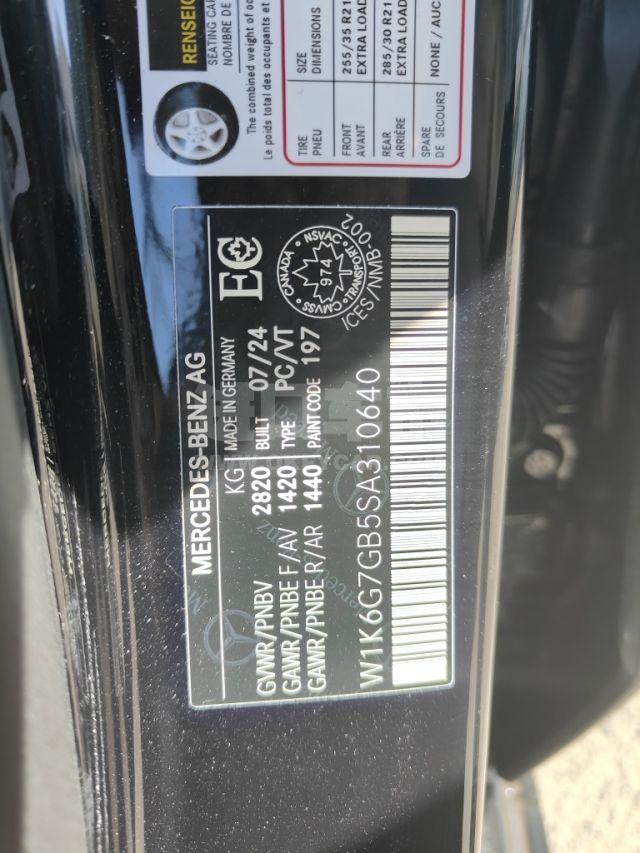 RENSEIG
SEATING CAP
NOMBRE DE
The combined weight of oc
Le poids total des occupants et
TIRE SIZE
PNEU DIMENSIONS
FRONT 255/35 R21
AVANT EXTRA LOAD
REAR 285/30 R21
ARRIÈRE EXTRA LOAD
SPARE NONE / AUC
DE SECOURS
MERCEDES-BENZ AG
KG MADE IN GERMANY
GVWR/PNBV 2820 BUILT 07/24
GAWR/PNBE F/AV 1420 TYPE PC/VT
GAWR/PNBE R/AR 1440 PAINT CODE 197
EC
CANADA NSVAC
974
CMVSS TRANSPORT
ICES/NMB-002
W1K6G7GB5SA310640